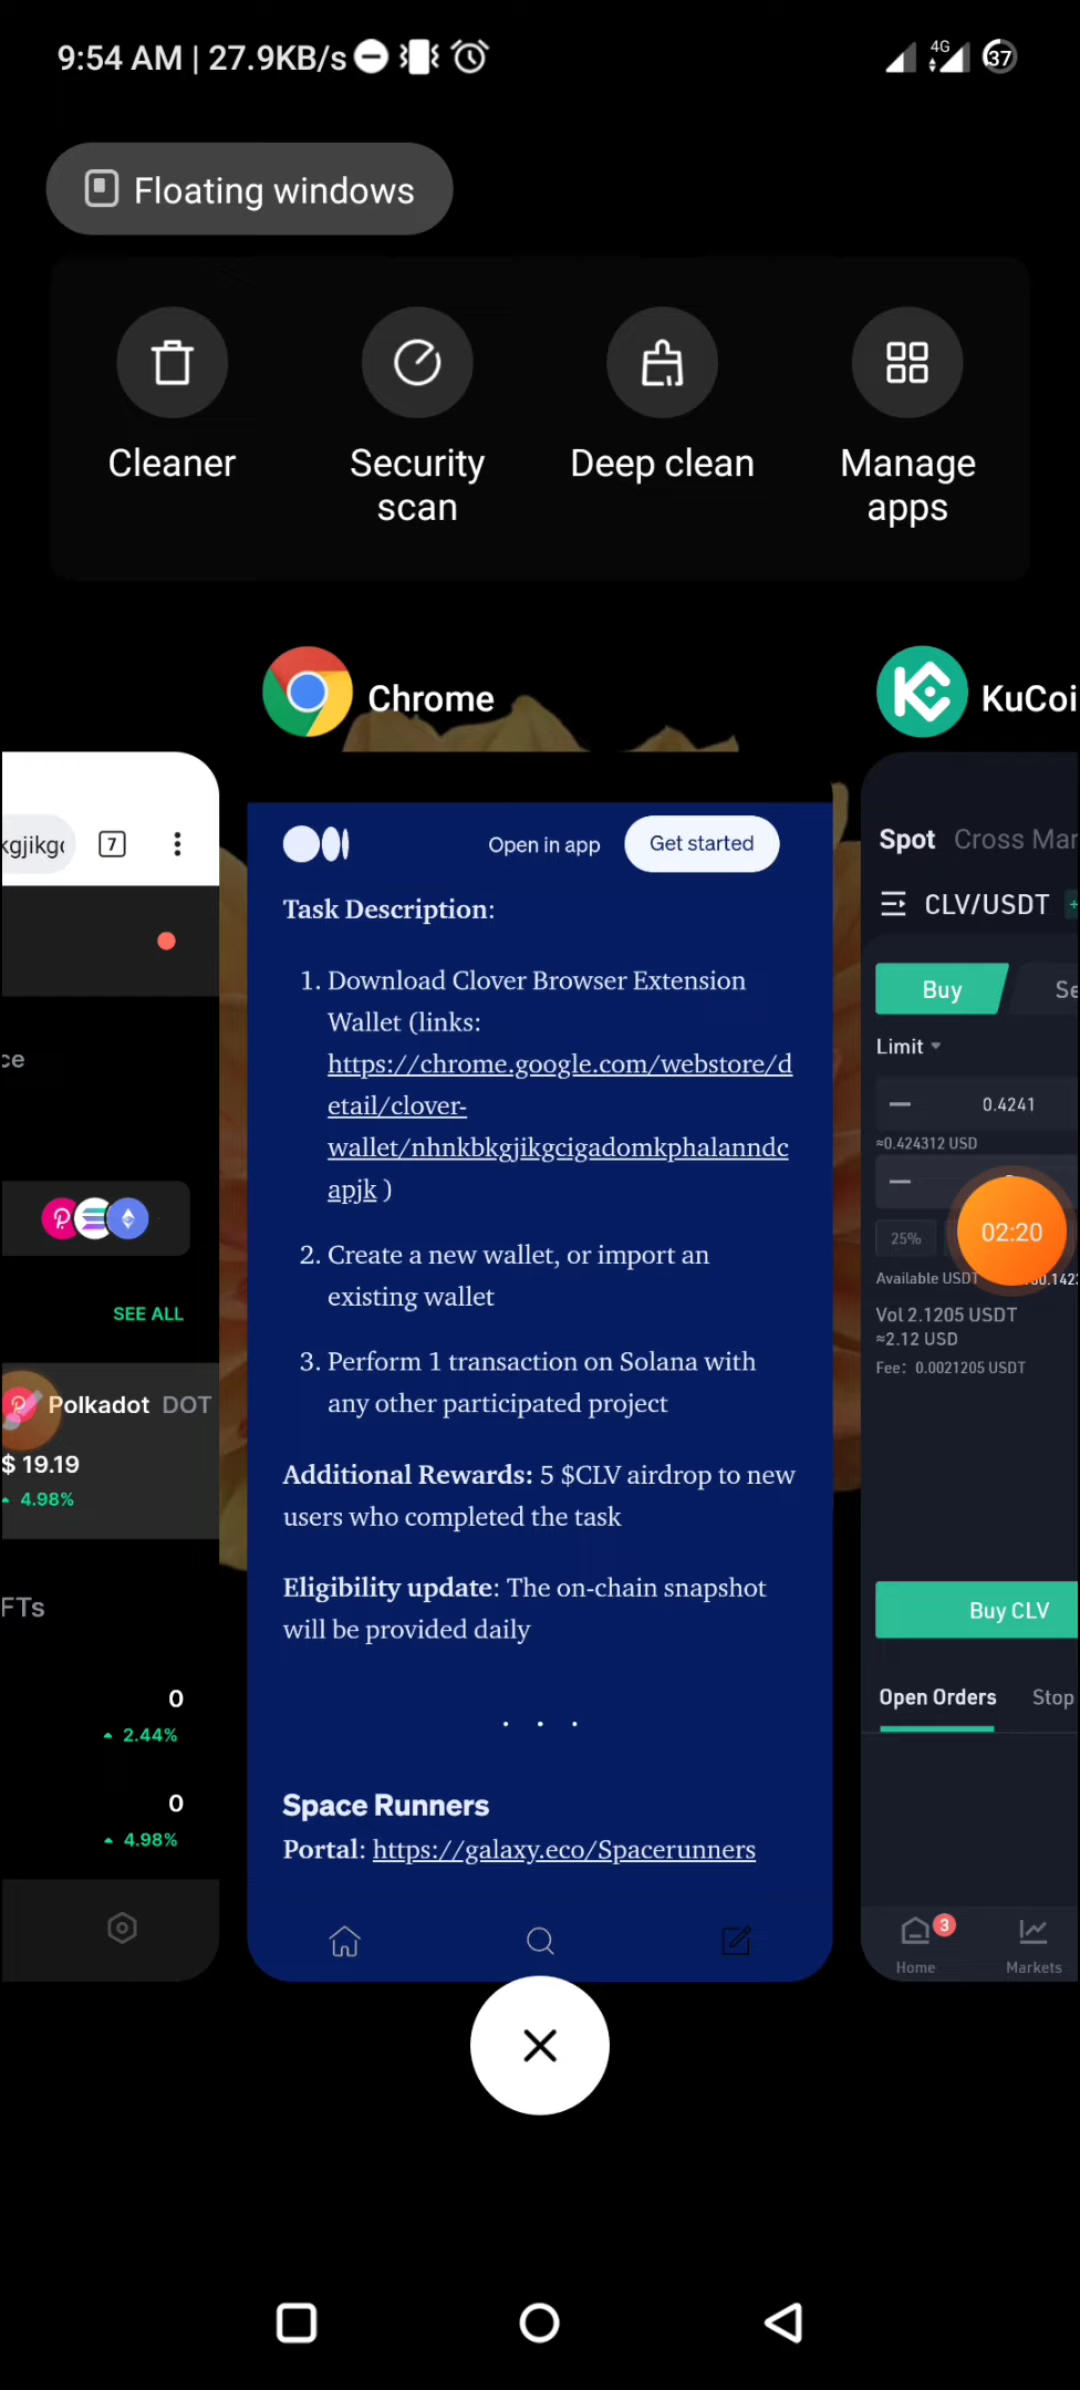 9:54 AM | 27.9KB/s
4G
37
Floating windows
Cleaner
Security scan
Deep clean
Manage apps
Chrome
KuCoi
kgjikg
7
ce
SEE ALL
Polkadot DOT
$ 19.19
4.98%
FTs
0
2.44%
0
4.98%
Open in app
Get started
Task Description:
1. Download Clover Browser Extension
Wallet (links:
https://chrome.google.com/webstore/d
etail/clover-
wallet/nhnkbkgjikgcigadomkphalanndc
apjk )
2. Create a new wallet, or import an
existing wallet
3. Perform 1 transaction on Solana with
any other participated project
Additional Rewards: 5 $CLV airdrop to new
users who completed the task
Eligibility update: The on-chain snapshot
will be provided daily
. . .
Space Runners
Portal: https://galaxy.eco/Spacerunners
Spot Cross Mar
CLV/USDT +
Buy
Se
Limit
0.4241
≈0.424312 USD
25%
02:20
Available USDT
0.142
Vol 2.1205 USDT
≈2.12 USD
Fee: 0.0021205 USDT
Buy CLV
Open Orders
Stop
3
Home
Markets